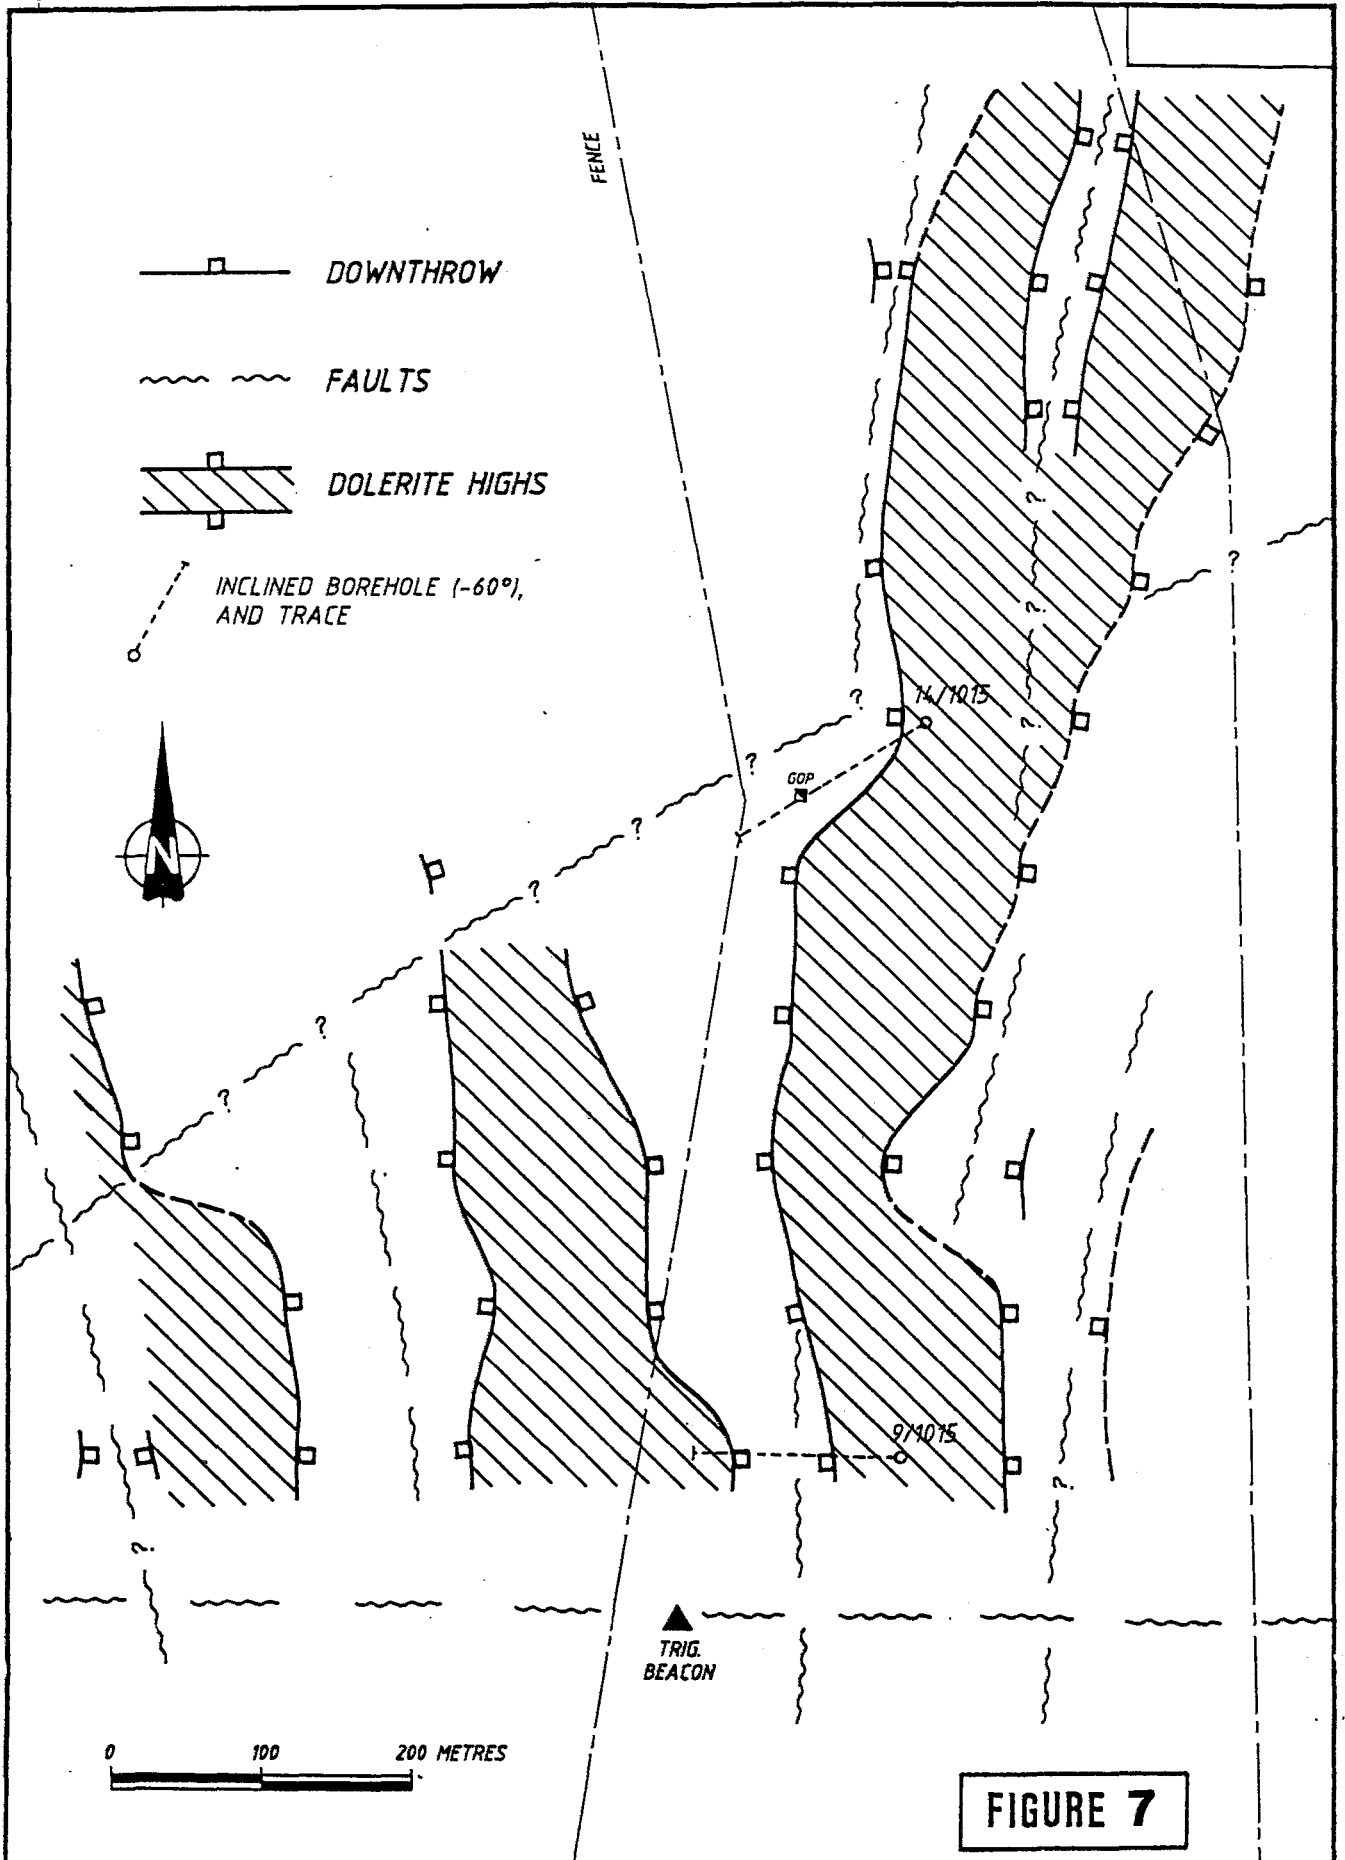 FENCE
DOWNTHROW
FAULTS
DOLERITE HIGHS
INCLINED BOREHOLE (-60°),
AND TRACE
?
?
?
14/1015
?
?
?
GOP
?
?
N
?
?
9/1015
?
?
TRIG.
BEACON
0 100 200 METRES
FIGURE 7